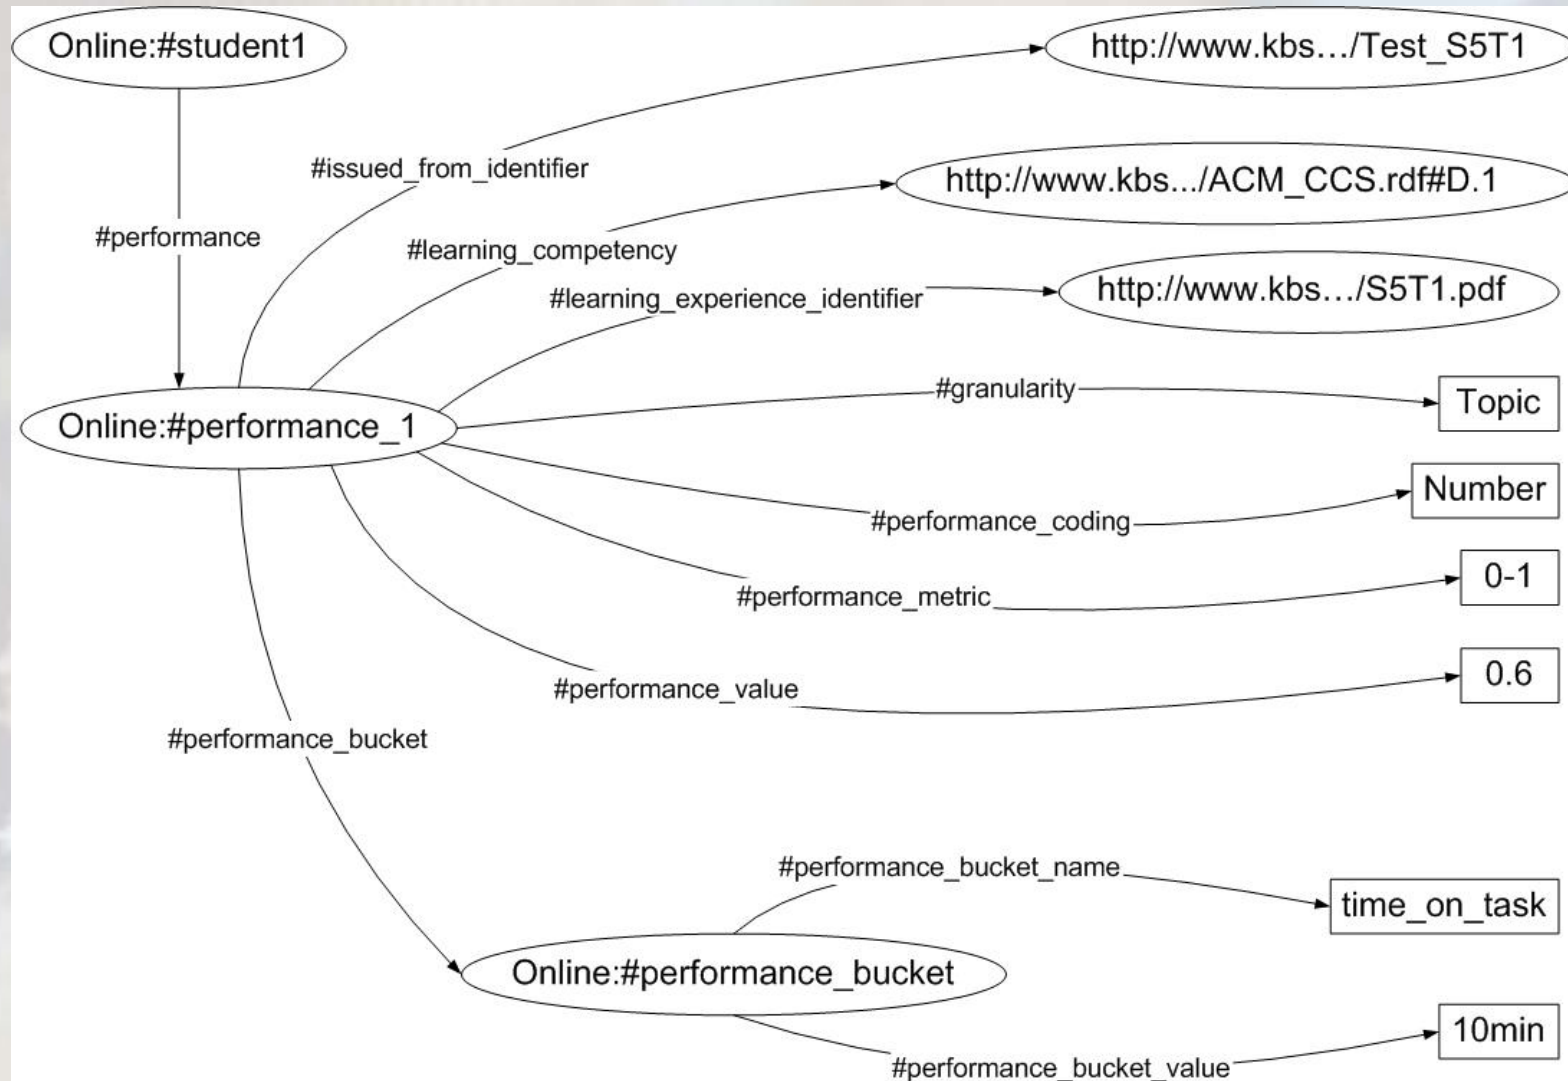 Online:#student1
http://www.kbs…/Test_S5T1
#issued_from_identifier
http://www.kbs.../ACM_CCS.rdf#D.1
#performance
#learning_competency
#learning_experience_identifier
http://www.kbs…/S5T1.pdf
#granularity
Topic
Online:#performance_1
Number
#performance_coding
0-1
#performance_metric
0.6
#performance_value
#performance_bucket
#performance_bucket_name
time_on_task
Online:#performance_bucket
10min
#performance_bucket_value